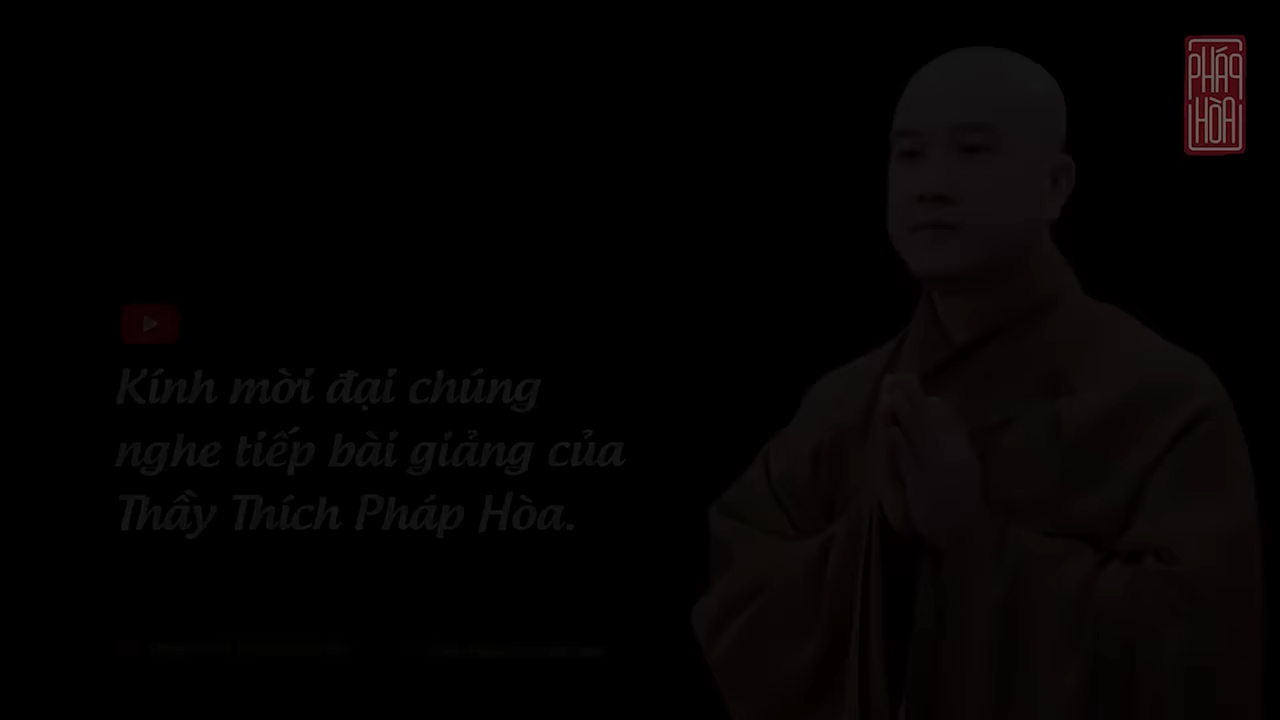 PHÁP
HÒA
Kính mời đại chúng
nghe tiếp bài giảng của
Thầy Thích Pháp Hòa.